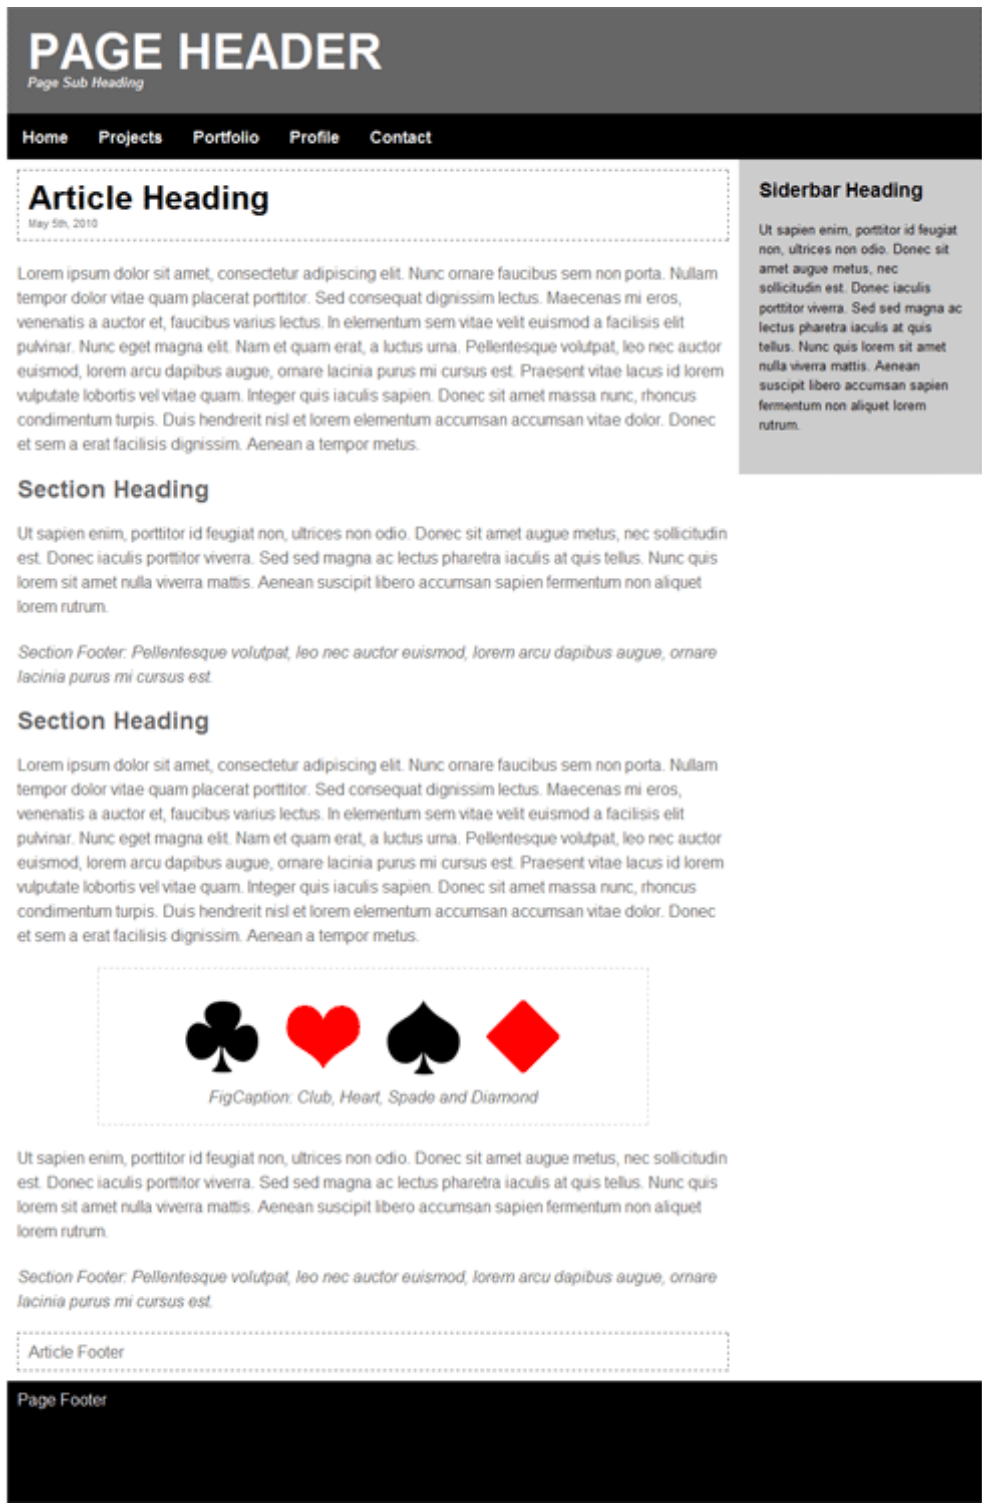 PAGE HEADER
Page Sub Heading
Home Projects Portfolio Profile Contact
Article Heading
May 5th, 2010
Lorem ipsum dolor sit amet, consectetur adipiscing elit. Nunc ornare faucibus sem non porta. Nullam
tempor dolor vitae quam placerat porttitor. Sed consequat dignissim lectus. Maecenas mi eros,
venenatis a auctor et, faucibus varius lectus. In elementum sem vitae velit euismod a facilisis elit
pulvinar. Nunc eget magna elit. Nam et quam erat, a luctus urna. Pellentesque volutpat, leo nec auctor
euismod, lorem arcu dapibus augue, ornare lacinia purus mi cursus est. Praesent vitae lacus id lorem
vulputate lobortis vel vitae quam. Integer quis iaculis sapien. Donec sit amet massa nunc, rhoncus
condimentum turpis. Duis hendrerit nisl et lorem elementum accumsan accumsan vitae dolor. Donec
et sem a erat facilisis dignissim. Aenean a tempor metus.
Section Heading
Ut sapien enim, porttitor id feugiat non, ultrices non odio. Donec sit amet augue metus, nec sollicitudin
est. Donec iaculis porttitor viverra. Sed sed magna ac lectus pharetra iaculis at quis tellus. Nunc quis
lorem sit amet nulla viverra mattis. Aenean suscipit libero accumsan sapien fermentum non aliquet
lorem rutrum.
Section Footer: Pellentesque volutpat, leo nec auctor euismod, lorem arcu dapibus augue, ornare
lacinia purus mi cursus est.
Section Heading
Lorem ipsum dolor sit amet, consectetur adipiscing elit. Nunc ornare faucibus sem non porta. Nullam
tempor dolor vitae quam placerat porttitor. Sed consequat dignissim lectus. Maecenas mi eros,
venenatis a auctor et, faucibus varius lectus. In elementum sem vitae velit euismod a facilisis elit
pulvinar. Nunc eget magna elit. Nam et quam erat, a luctus urna. Pellentesque volutpat, leo nec auctor
euismod, lorem arcu dapibus augue, ornare lacinia purus mi cursus est. Praesent vitae lacus id lorem
vulputate lobortis vel vitae quam. Integer quis iaculis sapien. Donec sit amet massa nunc, rhoncus
condimentum turpis. Duis hendrerit nisl et lorem elementum accumsan accumsan vitae dolor. Donec
et sem a erat facilisis dignissim. Aenean a tempor metus.
FigCaption: Club, Heart, Spade and Diamond
Ut sapien enim, porttitor id feugiat non, ultrices non odio. Donec sit amet augue metus, nec sollicitudin
est. Donec iaculis porttitor viverra. Sed sed magna ac lectus pharetra iaculis at quis tellus. Nunc quis
lorem sit amet nulla viverra mattis. Aenean suscipit libero accumsan sapien fermentum non aliquet
lorem rutrum.
Section Footer: Pellentesque volutpat, leo nec auctor euismod, lorem arcu dapibus augue, ornare
lacinia purus mi cursus est.
Article Footer
Siderbar Heading
Ut sapien enim, porttitor id feugiat
non, ultrices non odio. Donec sit
amet augue metus, nec
sollicitudin est. Donec iaculis
porttitor viverra. Sed sed magna ac
lectus pharetra iaculis at quis
tellus. Nunc quis lorem sit amet
nulla viverra mattis. Aenean
suscipit libero accumsan sapien
fermentum non aliquet lorem
rutrum.
Page Footer